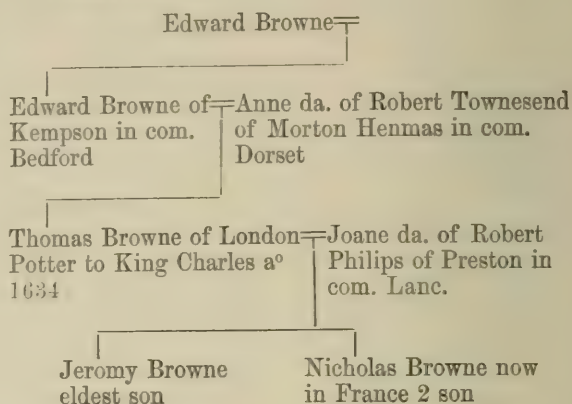 Edward Browne
Edward Browne of
Kempson in com.
Bedford
Anne da. of Robert Townesend
of Morton Henmas in com.
Dorset
Thomas Browne of London
Potter to King Charles aº
1634
Joane da. of Robert
Philips of Preston in
com. Lanc.
Jeromy Browne
eldest son
Nicholas Browne now
in France 2 son